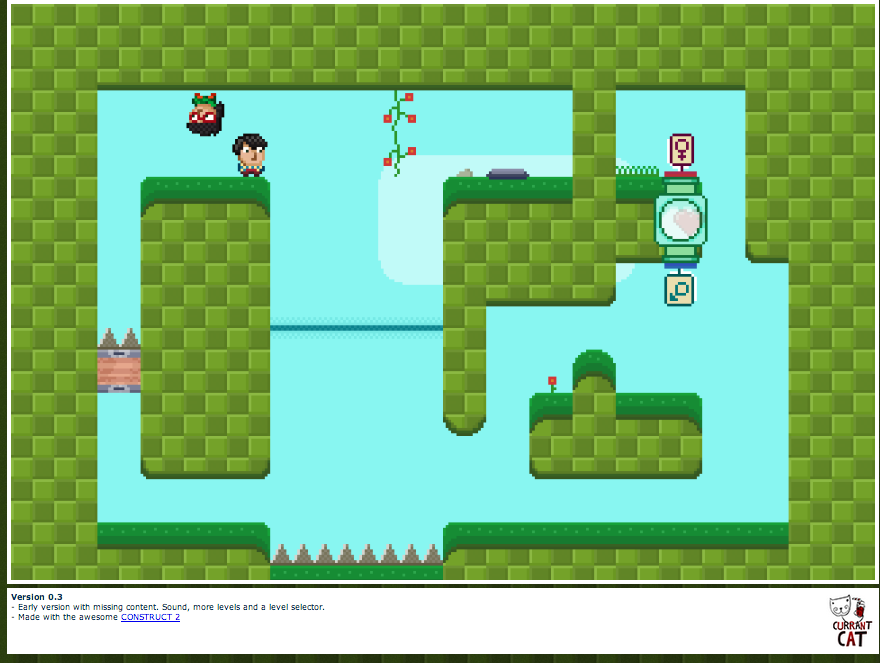 Version 0.3
- Early version with missing content. Sound, more levels and a level selector.
- Made with the awesome CONSTRUCT 2
CURRANT
CAT